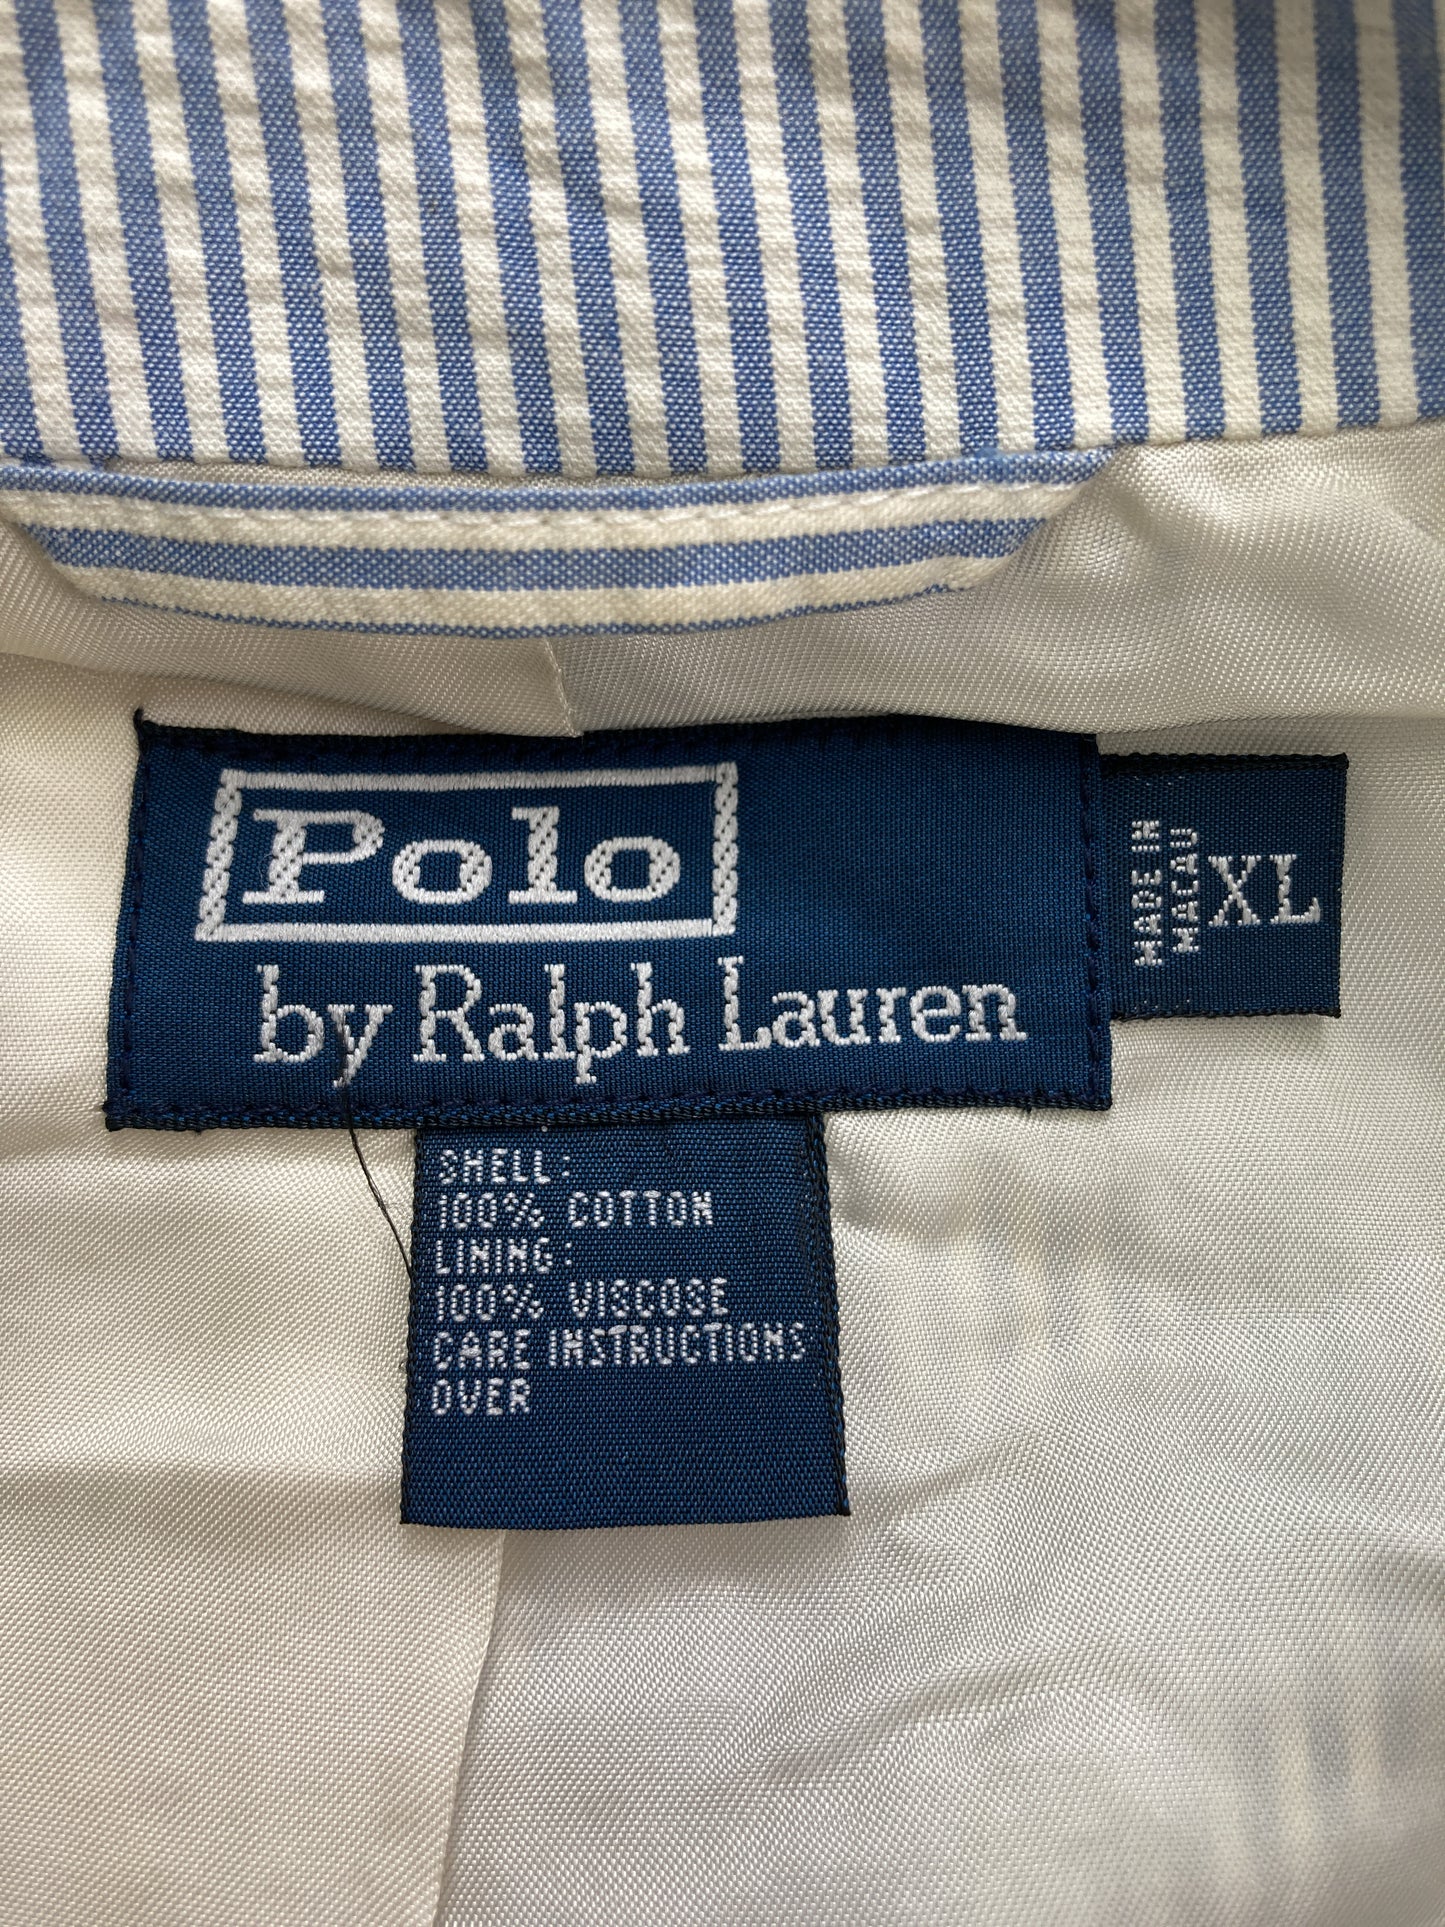 Polo
by Ralph Lauren
MADE IN
MACAU
XL
SHELL:
100% COTTON
LINING:
100% VISCOSE
CARE INSTRUCTIONS
OVER